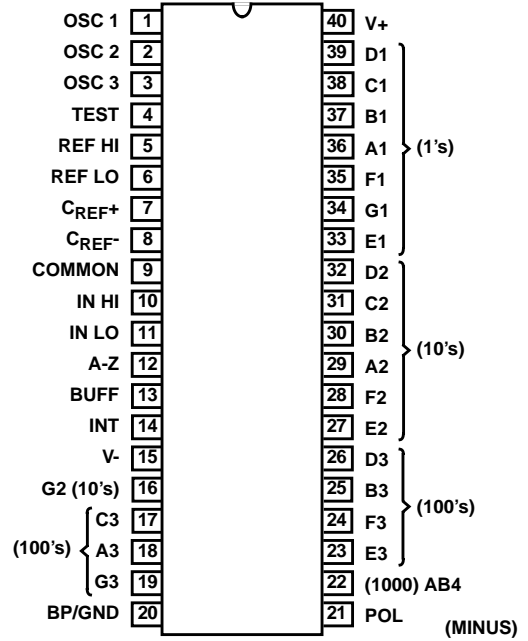 OSC 1 1 40 V+
OSC 2 2 39 D1
OSC 3 3 38 C1
TEST 4 37 B1
REF HI 5 36 A1 (1's)
REF LO 6 35 F1
CREF+ 7 34 G1
CREF- 8 33 E1
COMMON 9 32 D2
IN HI 10 31 C2
IN LO 11 30 B2 (10's)
A-Z 12 29 A2
BUFF 13 28 F2
INT 14 27 E2
V- 15 26 D3
G2 (10's) 16 25 B3 (100's)
C3 17 24 F3
(100's) A3 18 23 E3
G3 19 22 (1000) AB4
BP/GND 20 21 POL (MINUS)